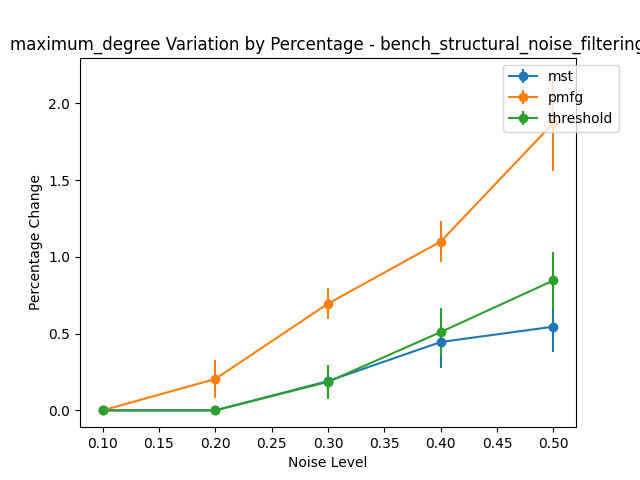 maximum_degree Variation by Percentage - bench_structural_noise_filtering
mst
pmfg
threshold
Percentage Change
2.0
1.5
1.0
0.5
0.0
0.10 0.15 0.20 0.25 0.30 0.35 0.40 0.45 0.50
Noise Level